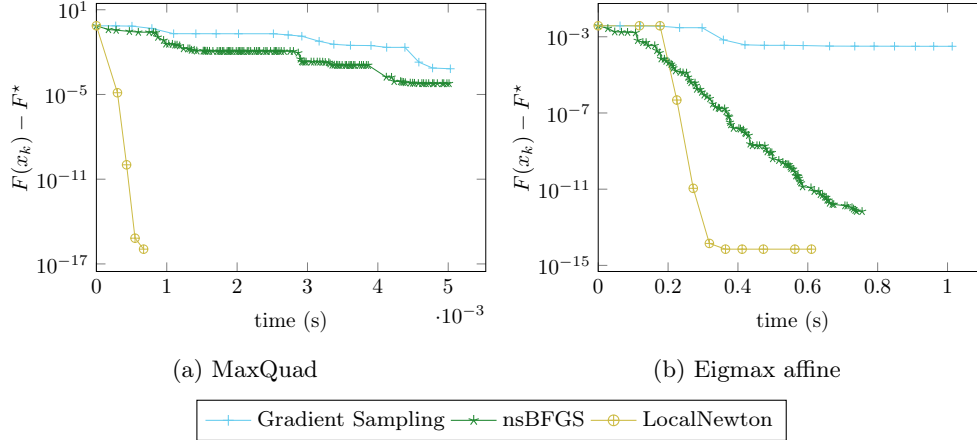 10^1
10^−5
10^−11
10^−17
F(x_k) − F^⋆
0 1 2 3 4 5
·10^−3
time (s)
(a) MaxQuad
10^−3
10^−7
10^−11
10^−15
F(x_k) − F^⋆
0 0.2 0.4 0.6 0.8 1
time (s)
(b) Eigmax affine
Gradient Sampling nsBFGS LocalNewton